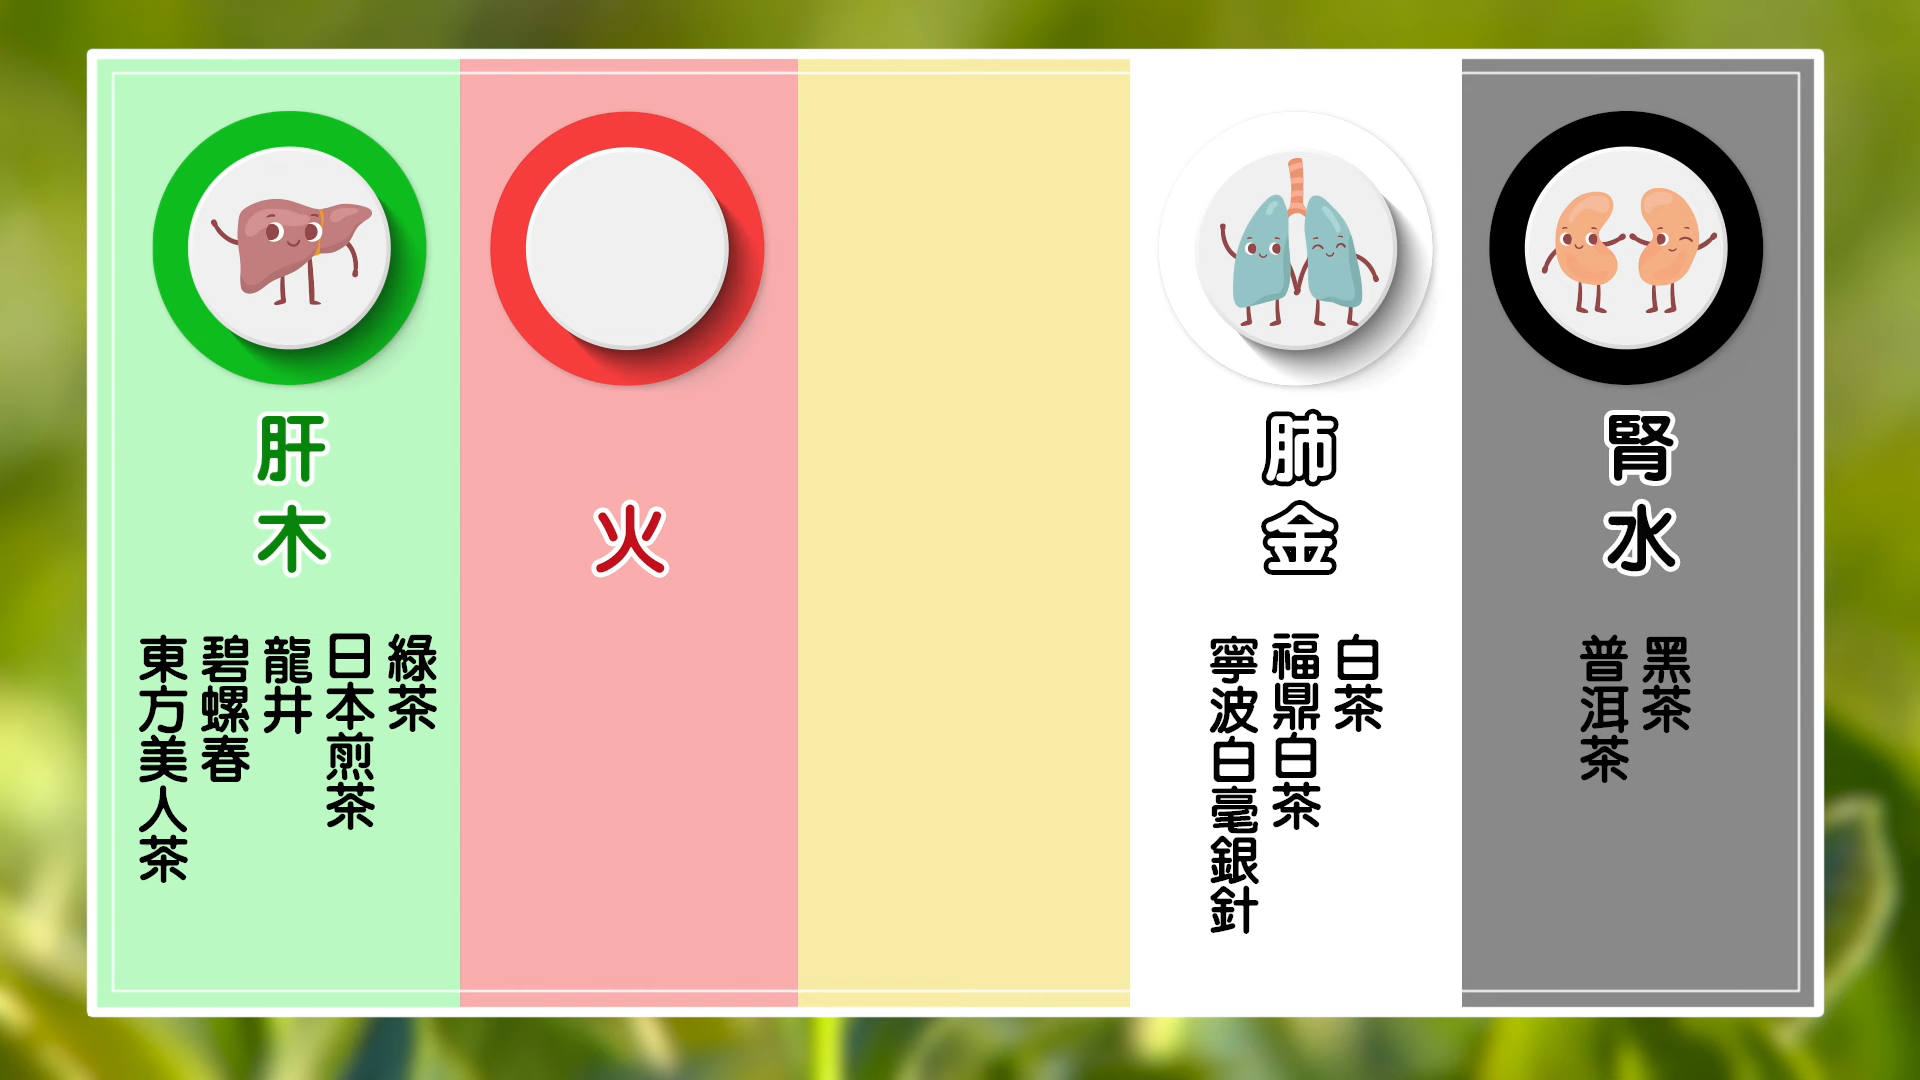 肝
木
綠茶
日本煎茶
龍井
碧螺春
東方美人茶
火
肺
金
白茶
福鼎白茶
寧波白毫銀針
腎
水
黑茶
普洱茶